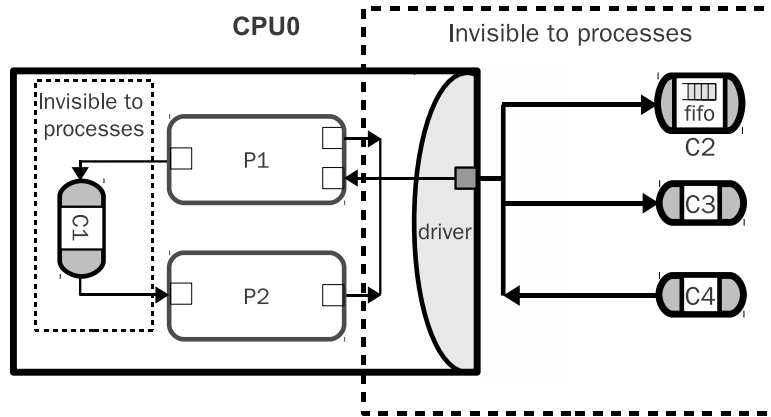 CPU0
Invisible to processes
Invisible to
processes
P1
fifo
C2
C1
C3
driver
P2
C4